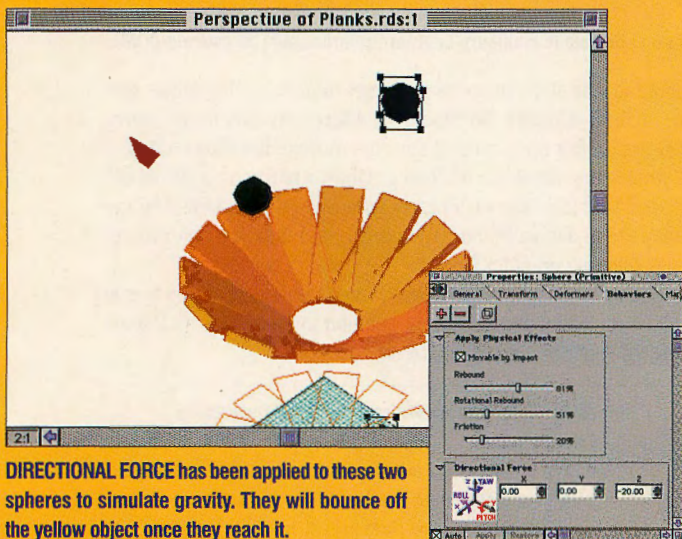 Perspective of Planks.rds:1
Properties: Sphere (Primitive)
General Transform Deformers Behaviors Map
Apply Physical Effects
Movable by Impact
Rebound
81%
Rotational Rebound
51%
Friction
20%
Directional Force
X Y Z
YAW
ROLL
PITCH
0.00 0.00 -20.00
2:1
Auto Apply Restore
DIRECTIONAL FORCE has been applied to these two
spheres to simulate gravity. They will bounce off
the yellow object once they reach it.